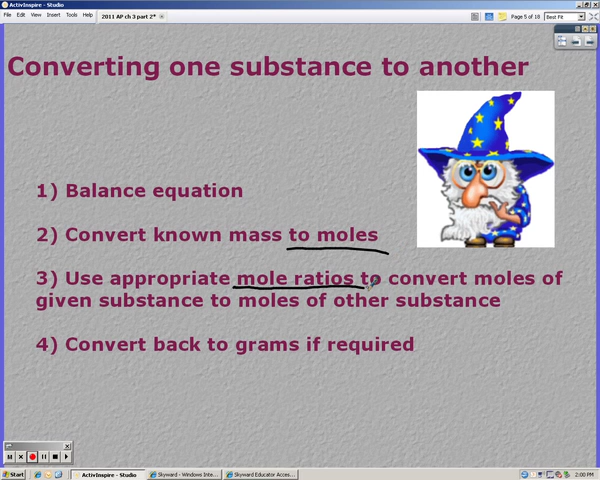 ActivInspire - Studio
File Edit View Insert Tools Help 2011 AP ch 3 part 2* Page 5 of 18 Best Fit
Converting one substance to another
1) Balance equation
2) Convert known mass to moles
3) Use appropriate mole ratios to convert moles of
given substance to moles of other substance
4) Convert back to grams if required
Start ActivInspire - Studio Skyward - Windows Inte... Skyward Educator Acces... 2:00 PM